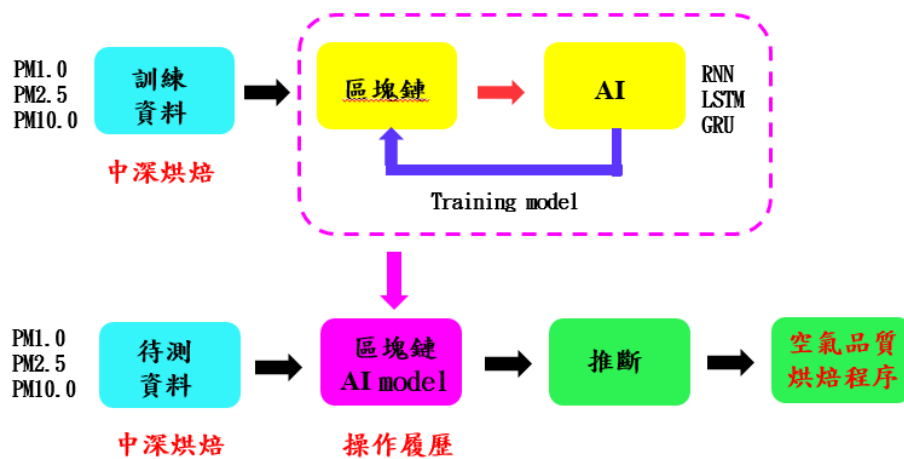 PM1.0
PM2.5
PM10.0
訓練
資料
中深烘焙
區塊鏈
AI
RNN
LSTM
GRU
Training model
PM1.0
PM2.5
PM10.0
待測
資料
中深烘焙
區塊鏈
AI model
操作履歷
推斷
空氣品質
烘焙程序